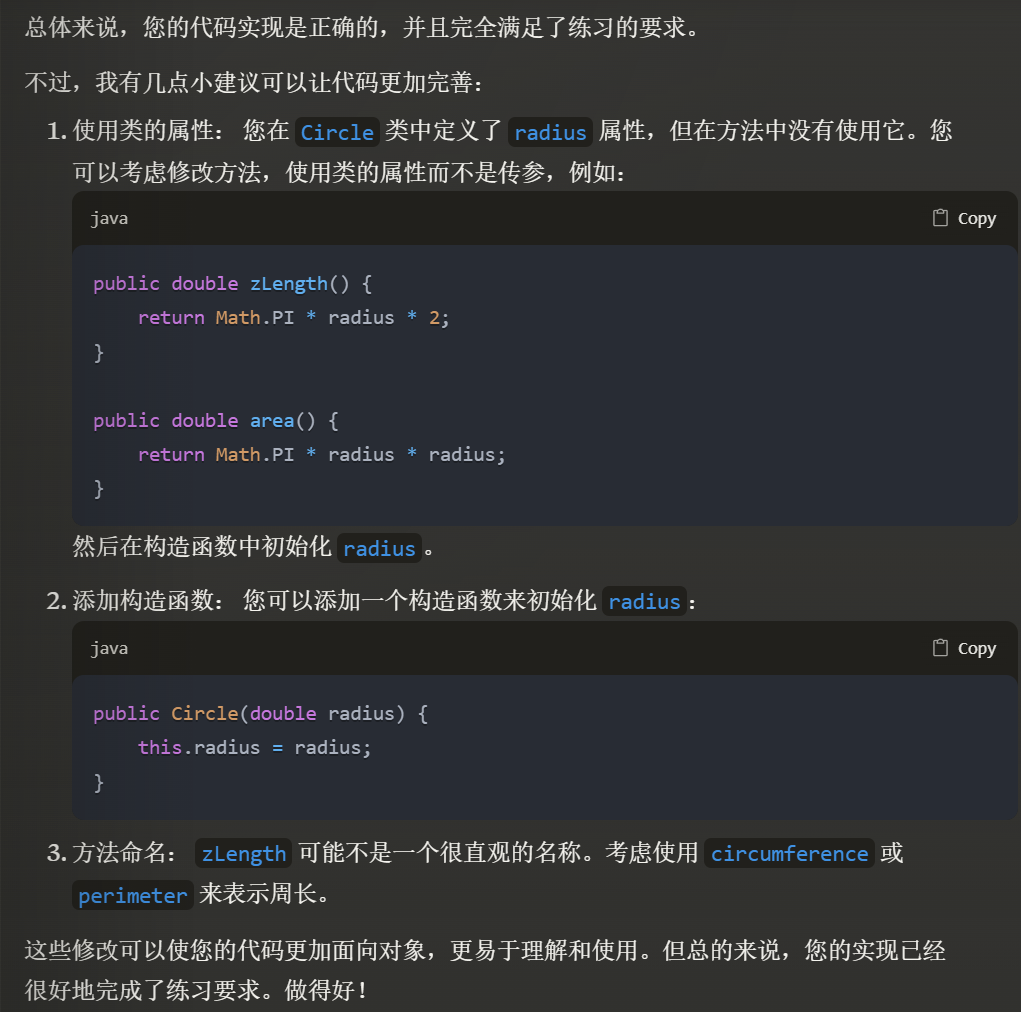 总体来说，您的代码实现是正确的，并且完全满足了练习的要求。
不过，我有几点小建议可以让代码更加完善：
1. 使用类的属性： 您在 Circle 类中定义了 radius 属性，但在方法中没有使用它。您
可以考虑修改方法，使用类的属性而不是传参，例如：
java Copy
public double zLength() {
    return Math.PI * radius * 2;
}
public double area() {
    return Math.PI * radius * radius;
}
然后在构造函数中初始化 radius 。
2. 添加构造函数： 您可以添加一个构造函数来初始化 radius ：
java Copy
public Circle(double radius) {
    this.radius = radius;
}
3. 方法命名： zLength 可能不是一个很直观的名称。考虑使用 circumference 或
perimeter 来表示周长。
这些修改可以使您的代码更加面向对象，更易于理解和使用。但总的来说，您的实现已经
很好地完成了练习要求。做得好！